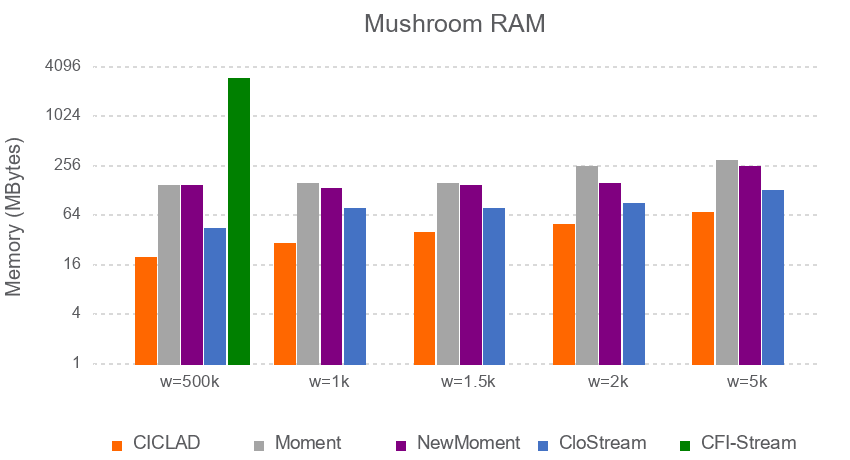 Mushroom RAM
4096
1024
256
64
16
4
1
Memory (MBytes)
w=500k w=1k w=1.5k w=2k w=5k
CICLAD Moment NewMoment CloStream CFI-Stream